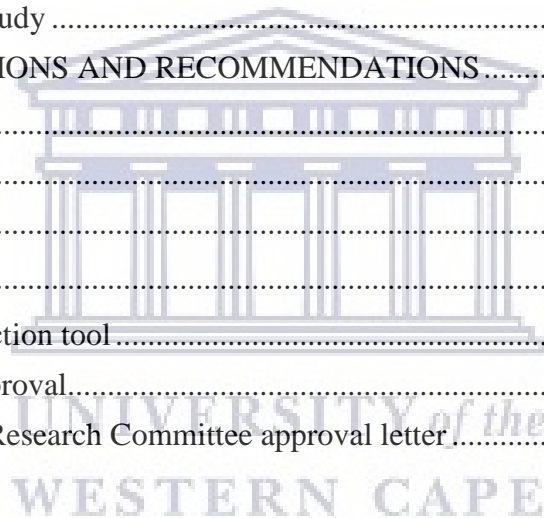 udy ..........................................................
IONS AND RECOMMENDATIONS ..........
..........................................................
..........................................................
..........................................................
..........................................................
ction tool ..........................................................
proval ..........................................................
Research Committee approval letter ..........
UNIVERSITY of the
WESTERN CAPE